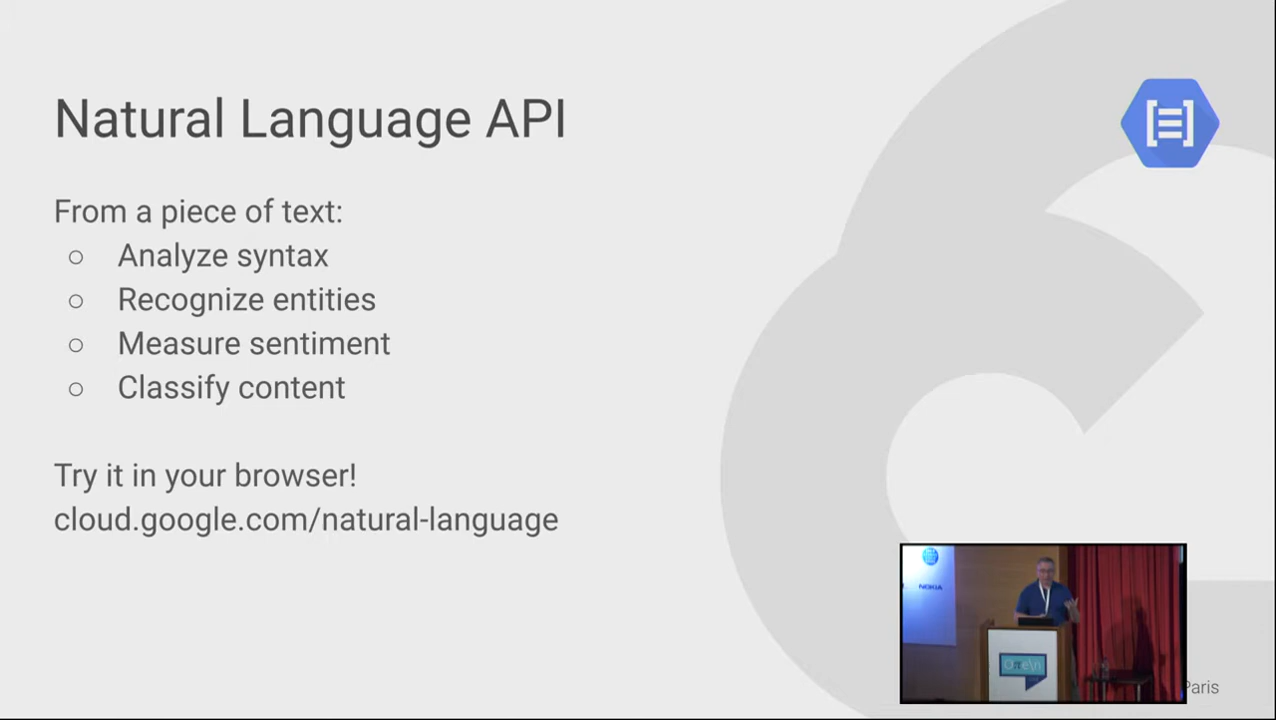 Natural Language API
From a piece of text:
○ Analyze syntax
○ Recognize entities
○ Measure sentiment
○ Classify content
Try it in your browser!
cloud.google.com/natural-language
NOKIA
Paris